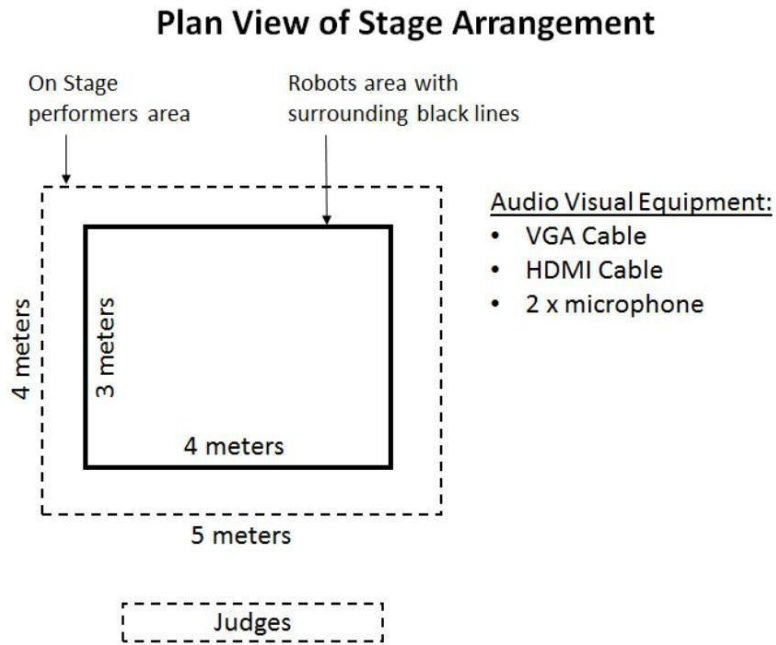 Plan View of Stage Arrangement
On Stage
performers area
Robots area with
surrounding black lines
Audio Visual Equipment:
• VGA Cable
• HDMI Cable
• 2 x microphone
4 meters
3 meters
4 meters
5 meters
Judges